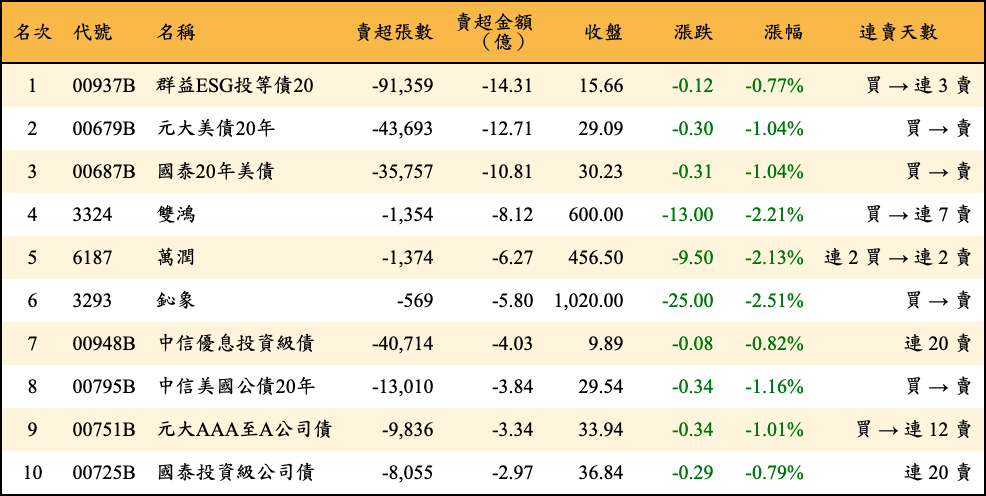 名次 代號 名稱 賣超張數 賣超金額（億） 收盤 漲跌 漲幅 連賣天數
1 00937B 群益ESG投等債20 -91,359 -14.31 15.66 -0.12 -0.77% 買 → 連 3 賣
2 00679B 元大美債20年 -43,693 -12.71 29.09 -0.30 -1.04% 買 → 賣
3 00687B 國泰20年美債 -35,757 -10.81 30.23 -0.31 -1.04% 買 → 賣
4 3324 雙鴻 -1,354 -8.12 600.00 -13.00 -2.21% 買 → 連 7 賣
5 6187 萬潤 -1,374 -6.27 456.50 -9.50 -2.13% 連 2 買 → 連 2 賣
6 3293 鈊象 -569 -5.80 1,020.00 -25.00 -2.51% 買 → 賣
7 00948B 中信優息投資級債 -40,714 -4.03 9.89 -0.08 -0.82% 連 20 賣
8 00795B 中信美國公債20年 -13,010 -3.84 29.54 -0.34 -1.16% 買 → 賣
9 00751B 元大AAA至A公司債 -9,836 -3.34 33.94 -0.34 -1.01% 買 → 連 12 賣
10 00725B 國泰投資級公司債 -8,055 -2.97 36.84 -0.29 -0.79% 連 20 賣